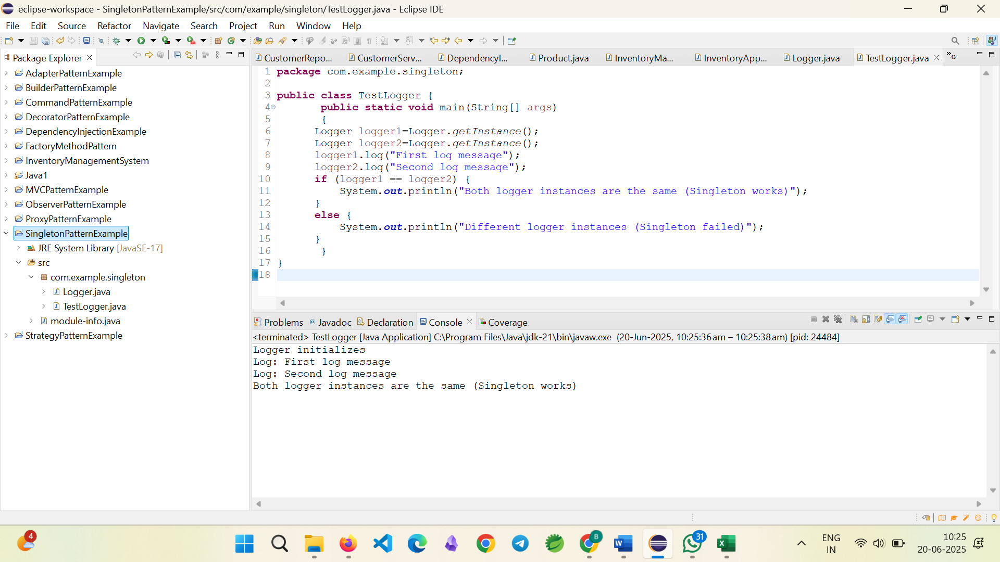 eclipse-workspace - SingletonPatternExample/src/com/example/singleton/TestLogger.java - Eclipse IDE
File Edit Source Refactor Navigate Search Project Run Window Help
Package Explorer
AdapterPatternExample
BuilderPatternExample
CommandPatternExample
DecoratorPatternExample
DependencyInjectionExample
FactoryMethodPattern
InventoryManagementSystem
Java1
MVCPatternExample
ObserverPatternExample
ProxyPatternExample
SingletonPatternExample
JRE System Library [JavaSE-17]
src
com.example.singleton
Logger.java
TestLogger.java
module-info.java
StrategyPatternExample
CustomerRepo... CustomerServ... DependencyI... Product.java InventoryMa... InventoryApp... Logger.java TestLogger.java »43
1 package com.example.singleton;
2
3 public class TestLogger {
4 public static void main(String[] args)
5 {
6 Logger logger1=Logger.getInstance();
7 Logger logger2=Logger.getInstance();
8 logger1.log("First log message");
9 logger2.log("Second log message");
10 if (logger1 == logger2) {
11 System.out.println("Both logger instances are the same (Singleton works)");
12 }
13 else {
14 System.out.println("Different logger instances (Singleton failed)");
15 }
16 }
17 }
18
Problems Javadoc Declaration Console Coverage
<terminated> TestLogger [Java Application] C:\Program Files\Java\jdk-21\bin\javaw.exe (20-Jun-2025, 10:25:36 am – 10:25:38 am) [pid: 24484]
Logger initializes
Log: First log message
Log: Second log message
Both logger instances are the same (Singleton works)
4
B
31
ENG
IN
10:25
20-06-2025